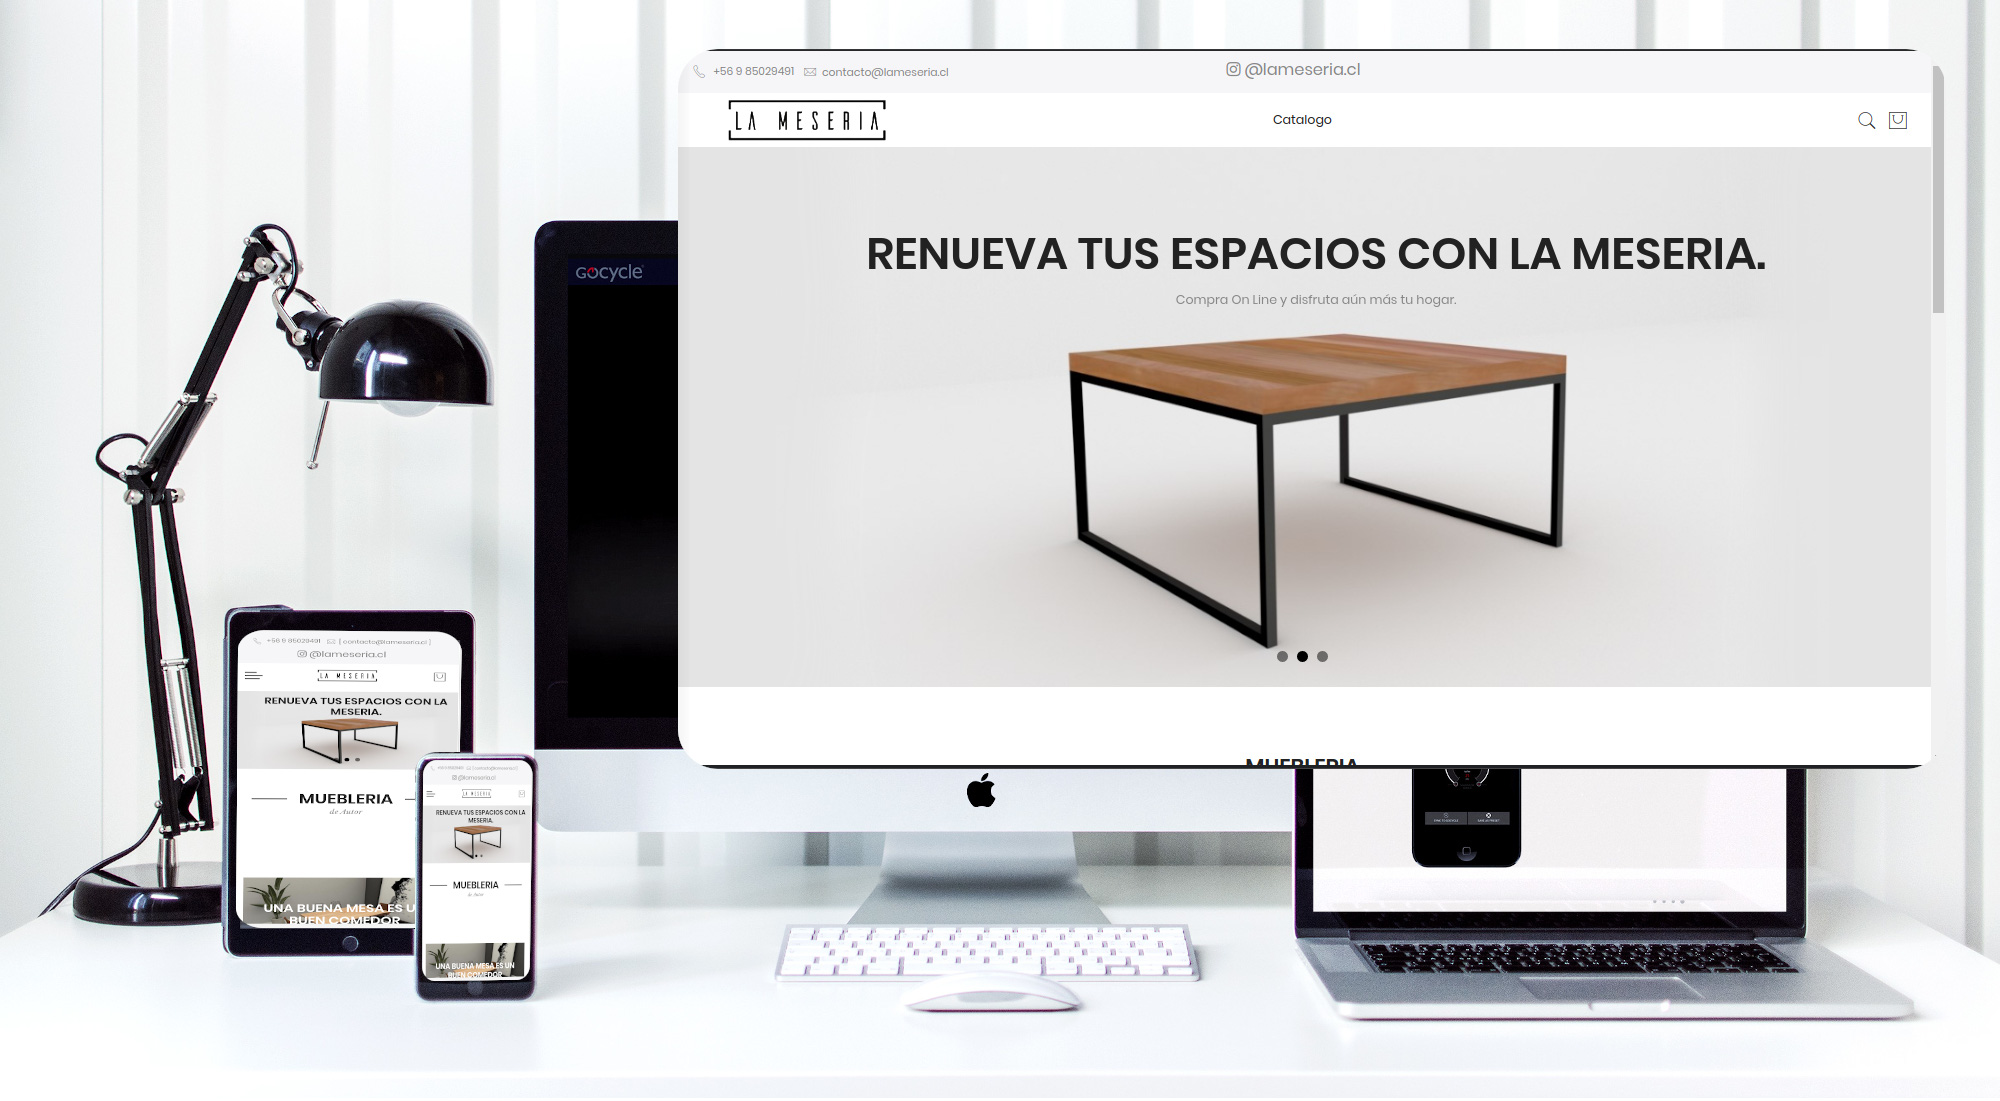 +56 9 85029491 contacto@lameseria.cl
@lameseria.cl
LA MESERIA
Catalogo
RENUEVA TUS ESPACIOS CON LA MESERIA.
Compra On Line y disfruta aún más tu hogar.
MUEBLERIA
GOcycle
+56 9 85029491 [ contacto@lameseria.cl ]
@lameseria.cl
LA MESERIA
RENUEVA TUS ESPACIOS CON LA
MESERIA.
MUEBLERIA
de Autor
UNA BUENA MESA ES U
BUEN COMEDOR
@lameseria.cl
LA MESERIA
RENUEVA TUS ESPACIOS CON LA
MESERIA.
MUEBLERIA
de Autor
UNA BUENA MESA ES UN
BUEN COMEDOR